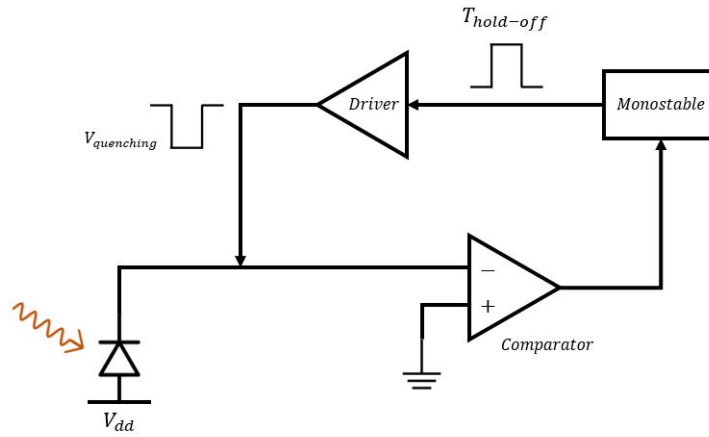 T_{hold-off}
Driver
Monostable
V_{quenching}
−
+
Comparator
V_{dd}